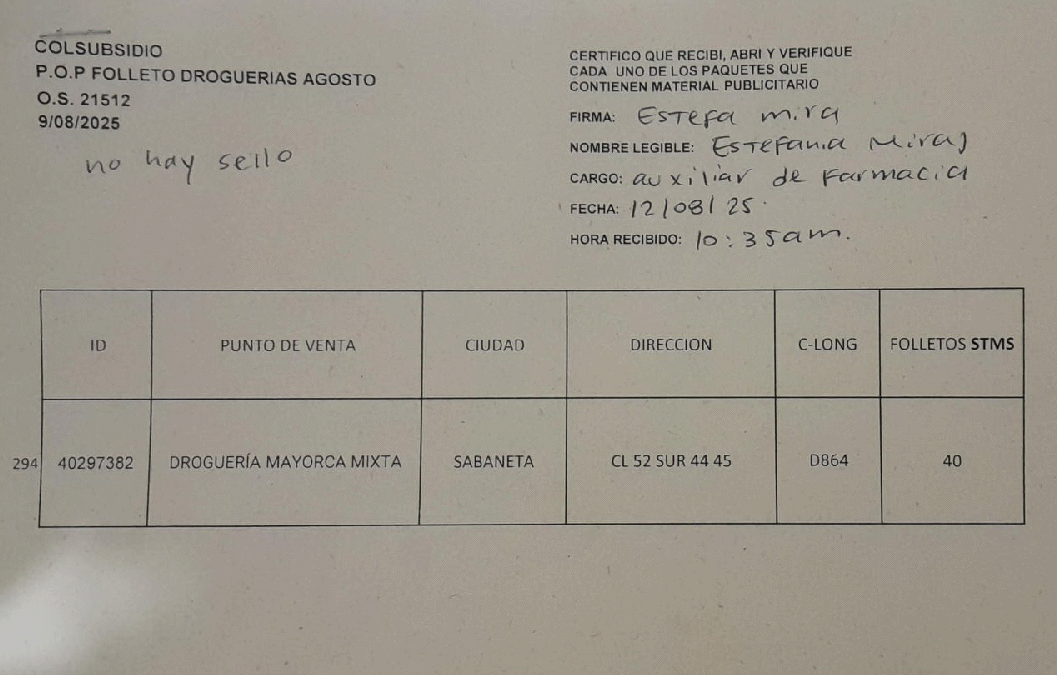 COLSUBSIDIO
P.O.P FOLLETO DROGUERIAS AGOSTO
O.S. 21512
9/08/2025
no hay sello
CERTIFICO QUE RECIBI, ABRI Y VERIFIQUE
CADA UNO DE LOS PAQUETES QUE
CONTIENEN MATERIAL PUBLICITARIO
FIRMA: Estefa mira
NOMBRE LEGIBLE: Estefania Mira
CARGO: auxiliar de farmacia
FECHA: 12/08/25
HORA RECIBIDO: 10:35am.
ID PUNTO DE VENTA CIUDAD DIRECCION C-LONG FOLLETOS STMS
294 40297382 DROGUERÍA MAYORCA MIXTA SABANETA CL 52 SUR 44 45 D864 40